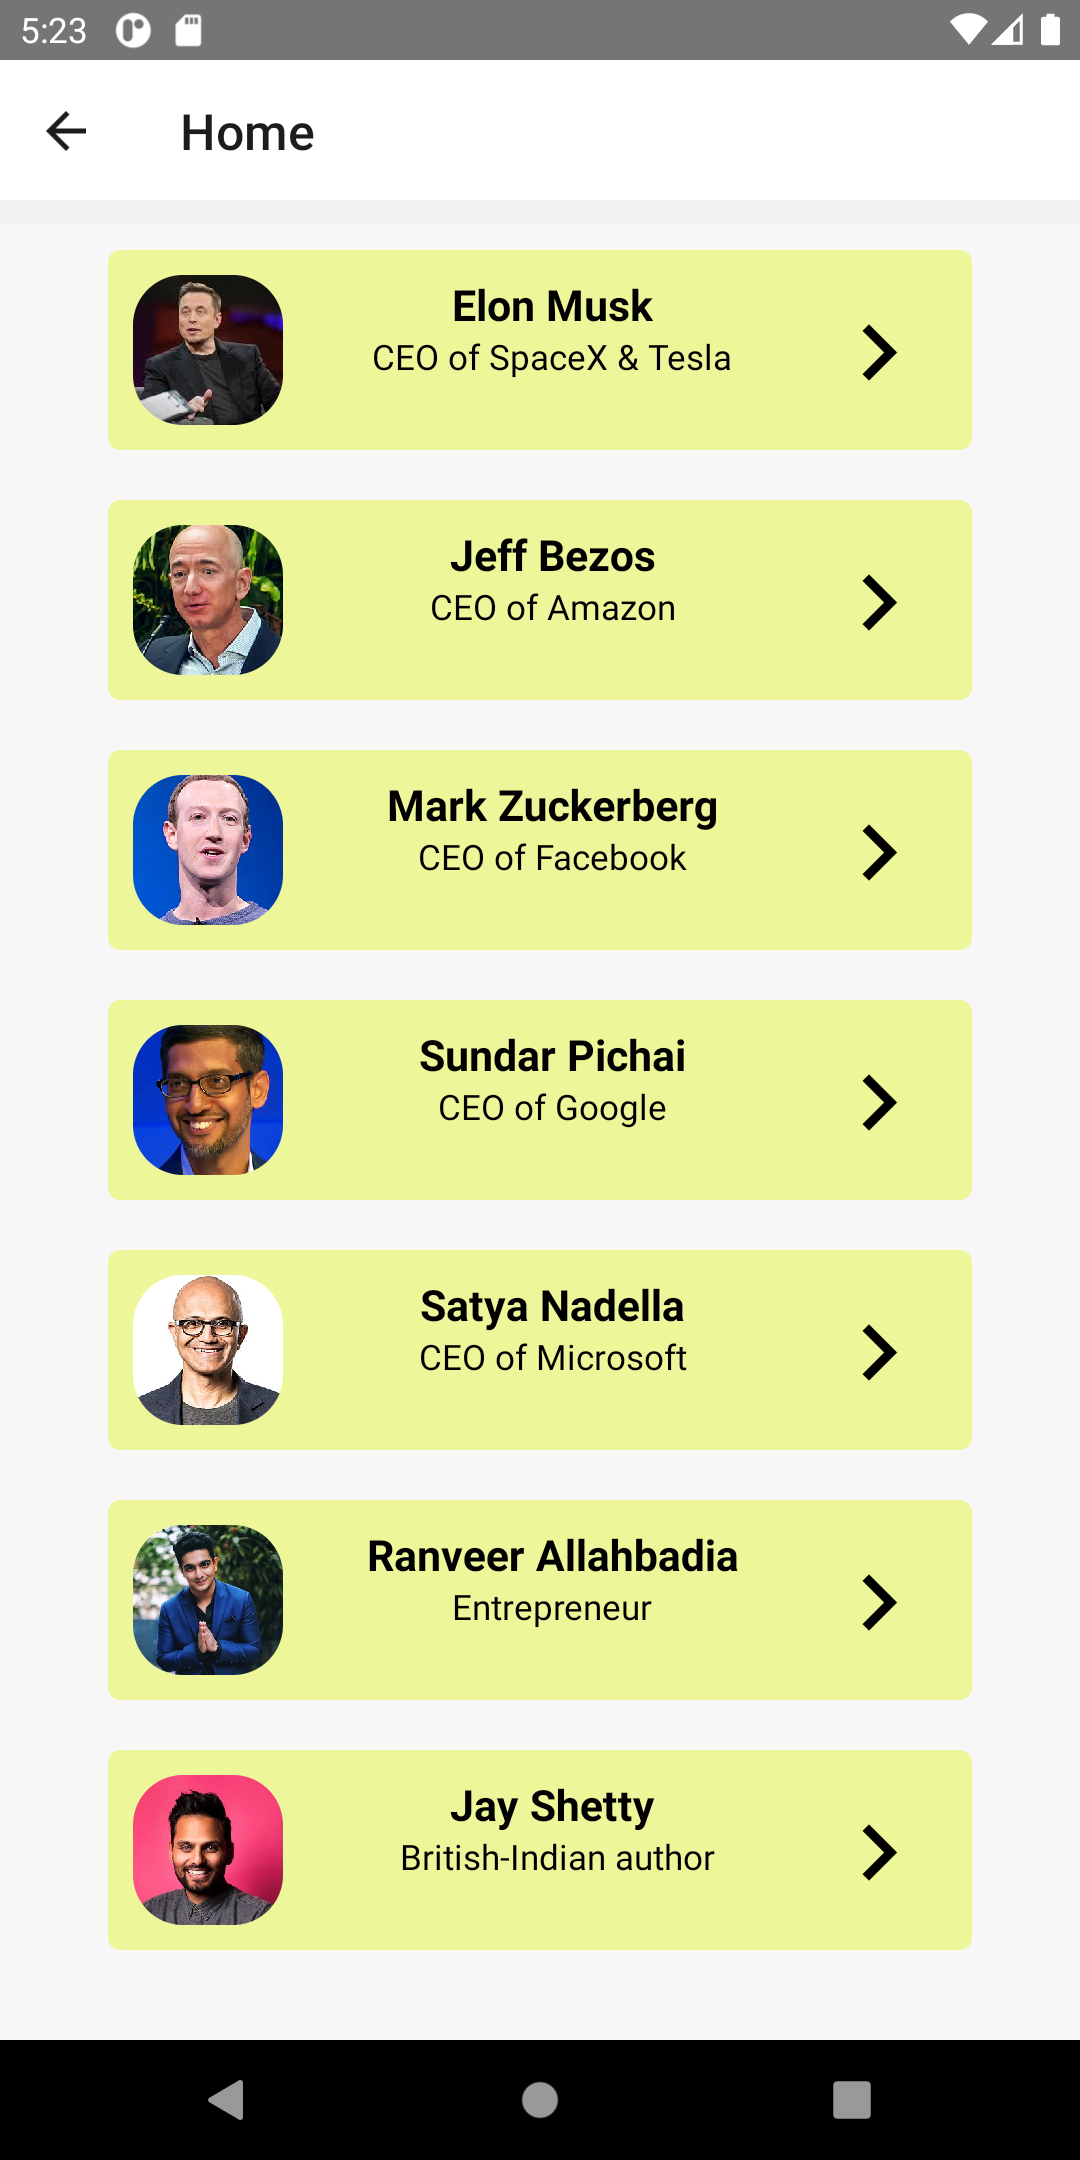 5:23
Home
Elon Musk
CEO of SpaceX & Tesla
Jeff Bezos
CEO of Amazon
Mark Zuckerberg
CEO of Facebook
Sundar Pichai
CEO of Google
Satya Nadella
CEO of Microsoft
Ranveer Allahbadia
Entrepreneur
Jay Shetty
British-Indian author